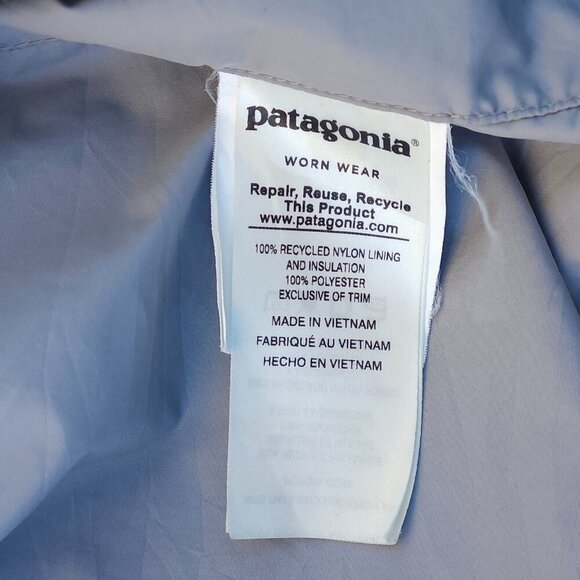 patagonia®
WORN WEAR
Repair, Reuse, Recycle
This Product
www.patagonia.com
100% RECYCLED NYLON LINING
AND INSULATION
100% POLYESTER
EXCLUSIVE OF TRIM
MADE IN VIETNAM
FABRIQUÉ AU VIETNAM
HECHO EN VIETNAM